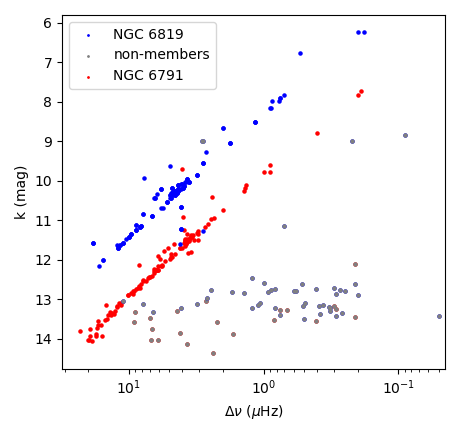 NGC 6819
non-members
NGC 6791
6
7
8
9
10
11
12
13
14
k (mag)
10¹ 10⁰ 10⁻¹
Δν (μHz)